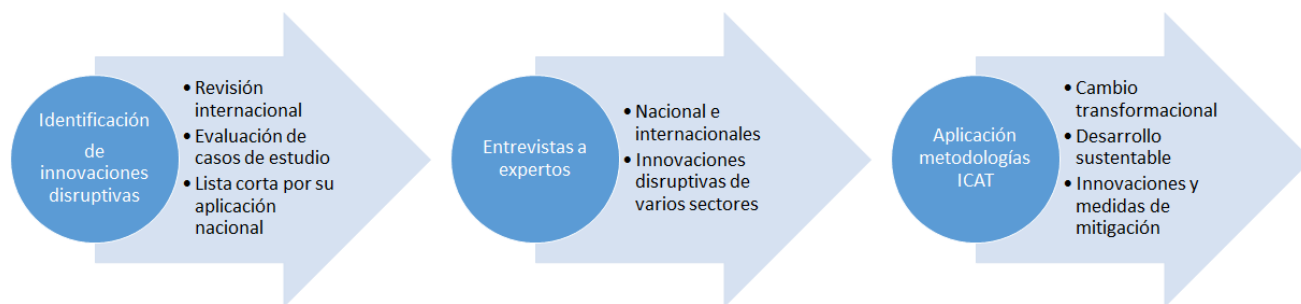 Identificación
de
innovaciones
disruptivas
• Revisión
internacional
• Evaluación de
casos de estudio
• Lista corta por su
aplicación
nacional
Entrevistas a
expertos
• Nacional e
internacionales
• Innovaciones
disruptivas de
varios sectores
Aplicación
metodologías
ICAT
• Cambio
transformacional
• Desarrollo
sustentable
• Innovaciones y
medidas de
mitigación